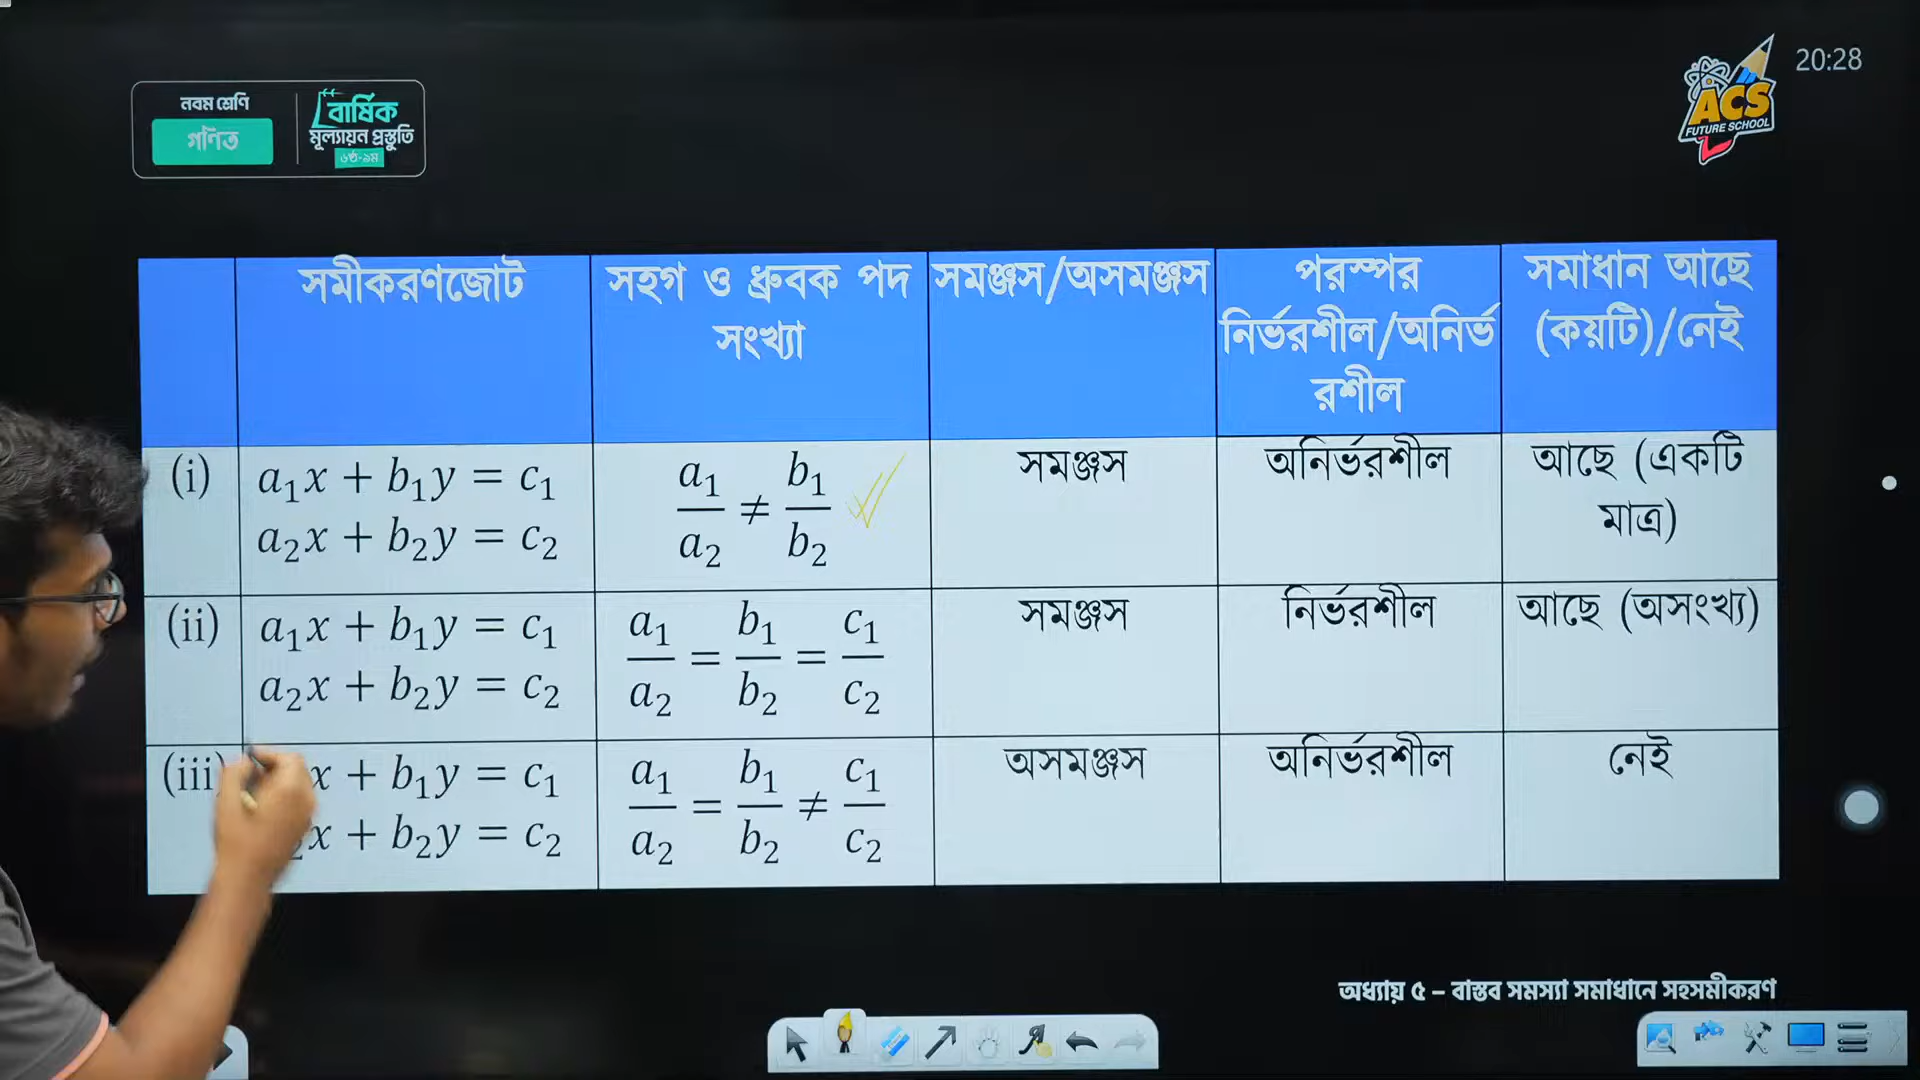 নবম শ্রেণি
গণিত
বার্ষিক
মূল্যায়ন প্রস্তুতি
৬ষ্ঠ-৯ম
ACS
FUTURE SCHOOL
20:28
সমীকরণজোট
সহগ ও ধ্রুবক পদ
সংখ্যা
সমঞ্জস/অসমঞ্জস
পরস্পর
নির্ভরশীল/অনির্ভ
রশীল
সমাধান আছে
(কয়টি)/নেই
(i)
a₁x + b₁y = c₁
a₂x + b₂y = c₂
a₁/a₂ ≠ b₁/b₂
সমঞ্জস
অনির্ভরশীল
আছে (একটি
মাত্র)
(ii)
a₁x + b₁y = c₁
a₂x + b₂y = c₂
a₁/a₂ = b₁/b₂ = c₁/c₂
সমঞ্জস
নির্ভরশীল
আছে (অসংখ্য)
(iii)
x + b₁y = c₁
₂x + b₂y = c₂
a₁/a₂ = b₁/b₂ ≠ c₁/c₂
অসমঞ্জস
অনির্ভরশীল
নেই
অধ্যায় ৫ – বাস্তব সমস্যা সমাধানে সহসমীকরণ